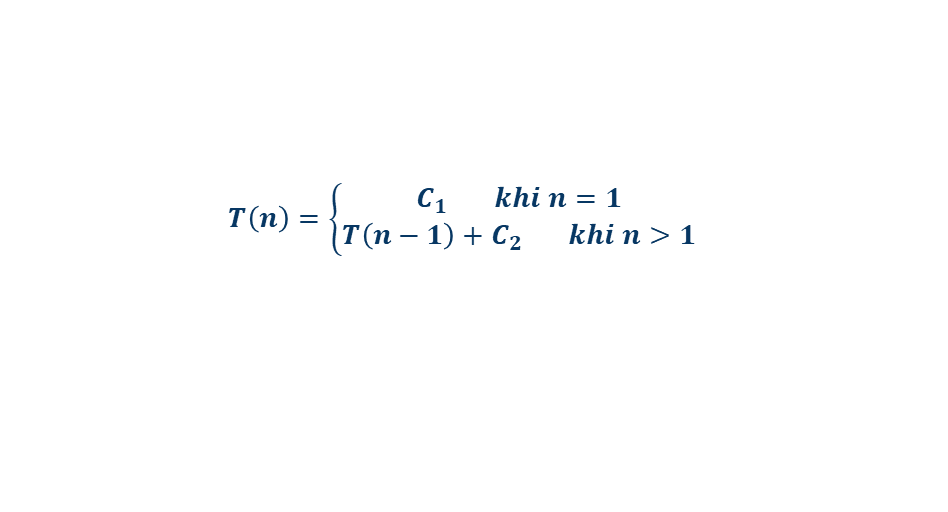 T(n) = { C₁ khi n = 1
T(n − 1) + C₂ khi n > 1